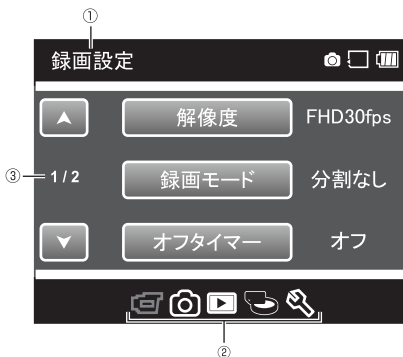 ①
録画設定
解像度 FHD30fps
③ 1 / 2 録画モード 分割なし
オフタイマー オフ
②